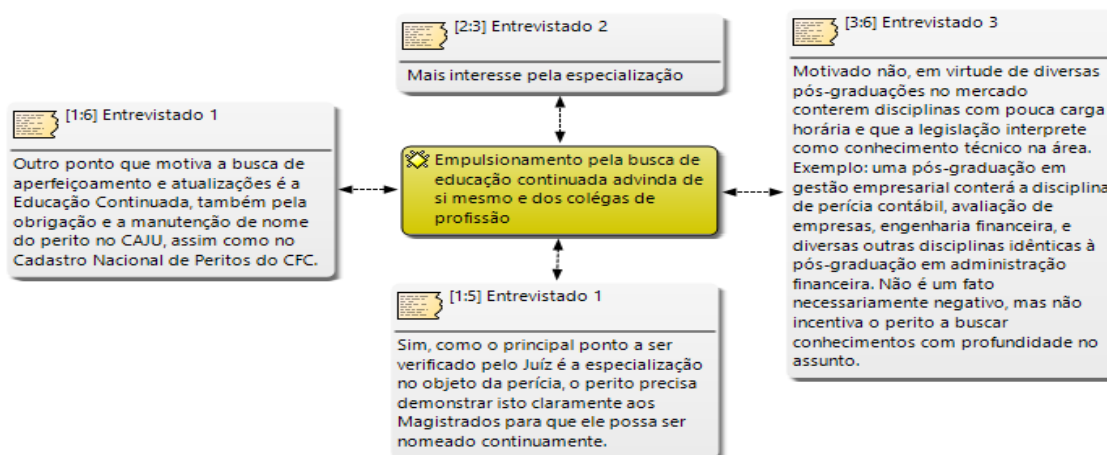 [2:3] Entrevistado 2
Mais interesse pela especialização
[3:6] Entrevistado 3
Motivado não, em virtude de diversas
pós-graduações no mercado
conterem disciplinas com pouca carga
horária e que a legislação interprete
como conhecimento técnico na área.
Exemplo: uma pós-graduação em
gestão empresarial conterá a disciplina
de perícia contábil, avaliação de
empresas, engenharia financeira, e
diversas outras disciplinas idênticas à
pós-graduação em administração
financeira. Não é um fato
necessariamente negativo, mas não
incentiva o perito a buscar
conhecimentos com profundidade no
assunto.
[1:6] Entrevistado 1
Outro ponto que motiva a busca de
aperfeiçoamento e atualizações é a
Educação Continuada, também pela
obrigação e a manutenção de nome
do perito no CAJU, assim como no
Cadastro Nacional de Peritos do CFC.
Empulsionamento pela busca de
educação continuada advinda de
si mesmo e dos colégas de
profissão
[1:5] Entrevistado 1
Sim, como o principal ponto a ser
verificado pelo Juíz é a especialização
no objeto da perícia, o perito precisa
demonstrar isto claramente aos
Magistrados para que ele possa ser
nomeado continuamente.